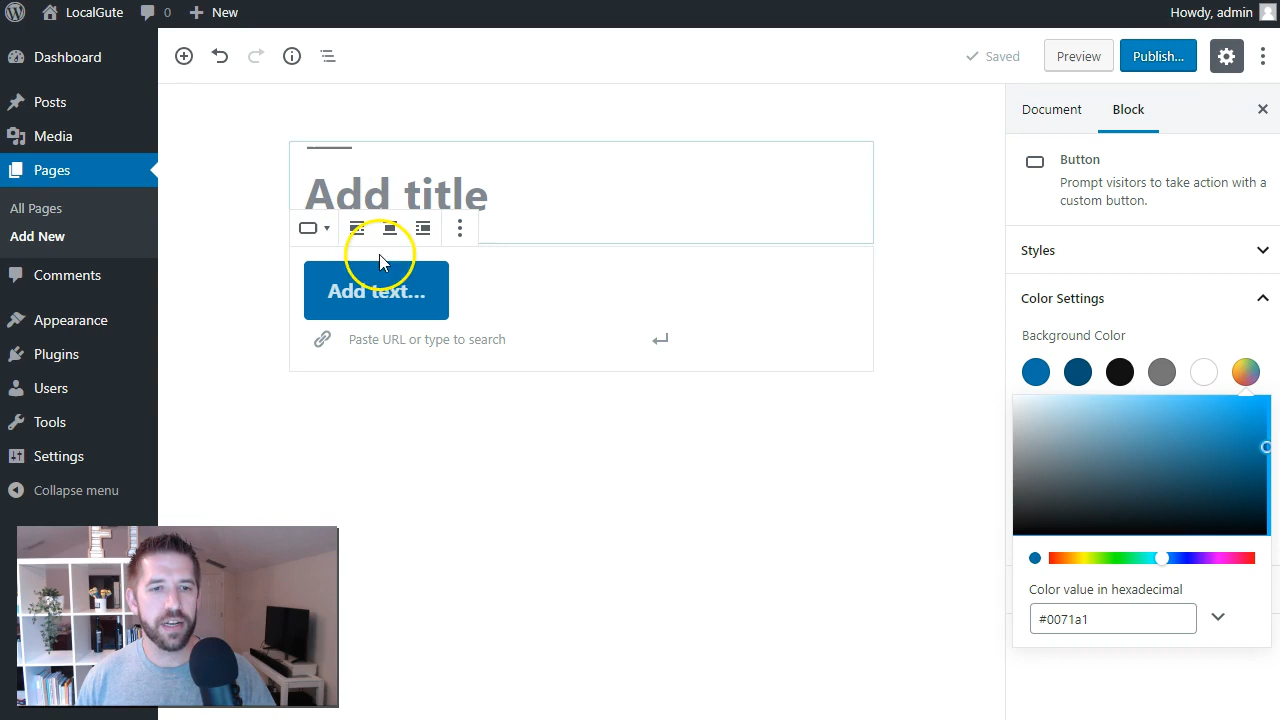 LocalGute
0
New
Howdy, admin
Dashboard
Posts
Media
Pages
All Pages
Add New
Comments
Appearance
Plugins
Users
Tools
Settings
Collapse menu
Saved
Preview
Publish...
Add title
Add text...
Paste URL or type to search
Document
Block
Button
Prompt visitors to take action with a
custom button.
Styles
Color Settings
Background Color
Color value in hexadecimal
#0071a1